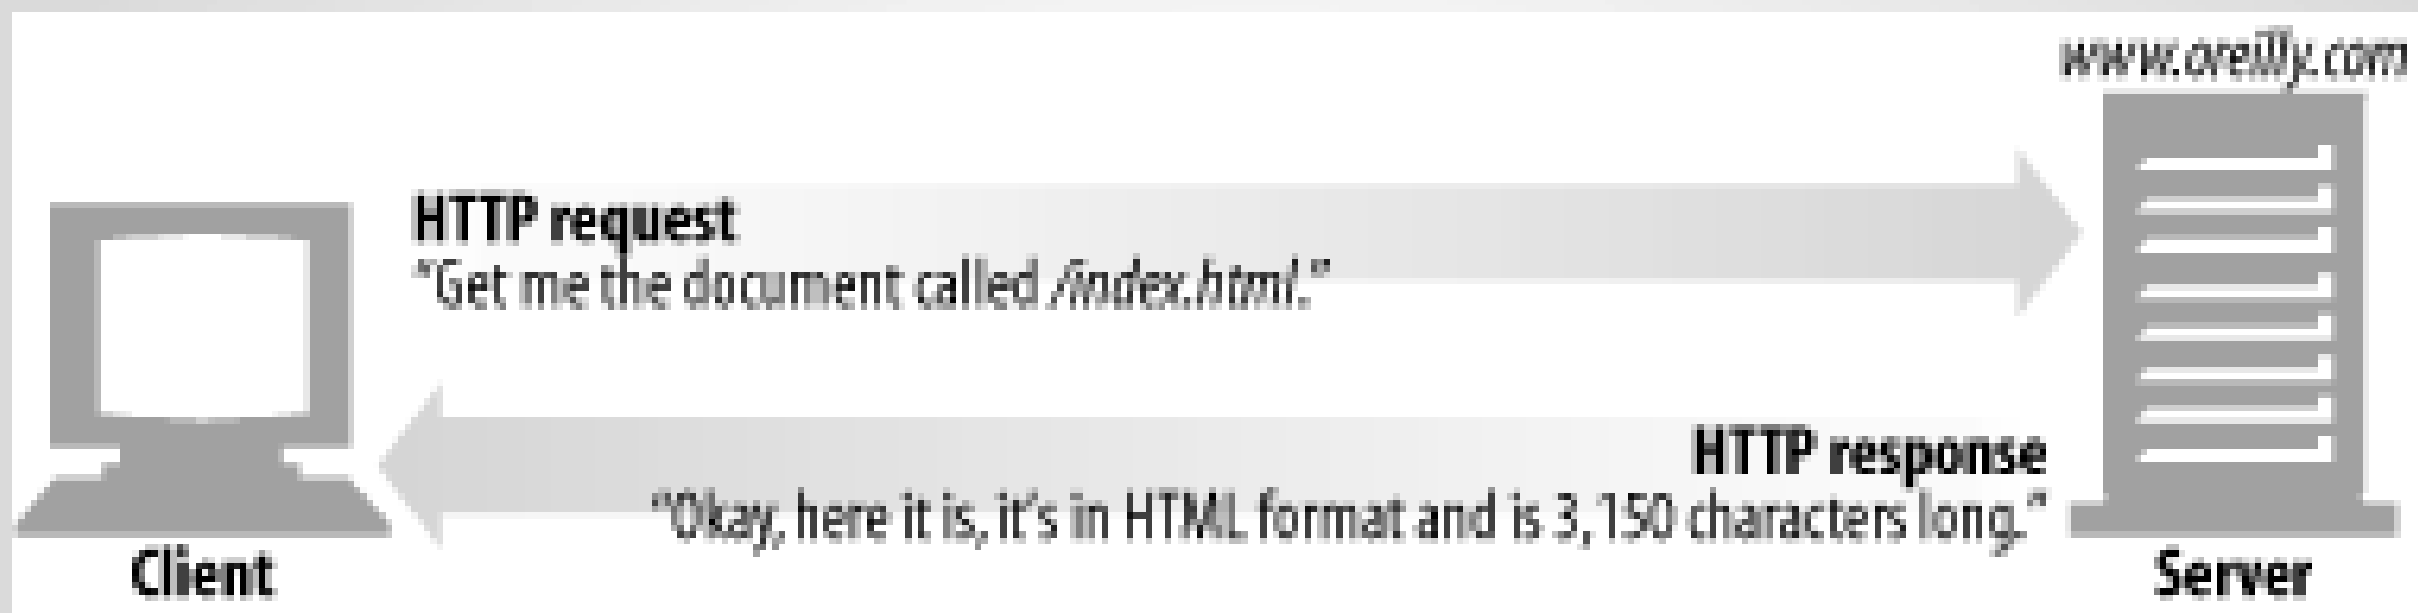 www.oreilly.com
HTTP request
“Get me the document called /index.html.”
HTTP response
“Okay, here it is, it’s in HTML format and is 3,150 characters long.”
Client
Server